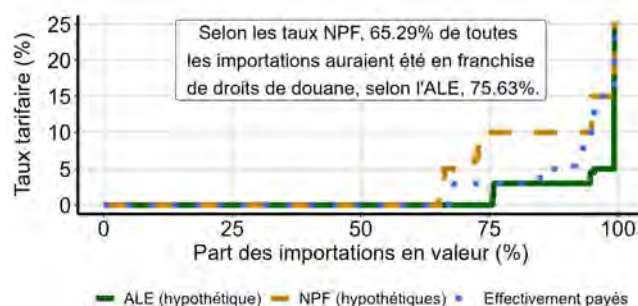 Selon les taux NPF, 65.29% de toutes
les importations auraient été en franchise
de droits de douane, selon l'ALE, 75.63%.
Taux tarifaire (%)
25
20
15
10
5
0
0
25
50
75
100
Part des importations en valeur (%)
ALE (hypothétique)
NPF (hypothétiques)
Effectivement payés